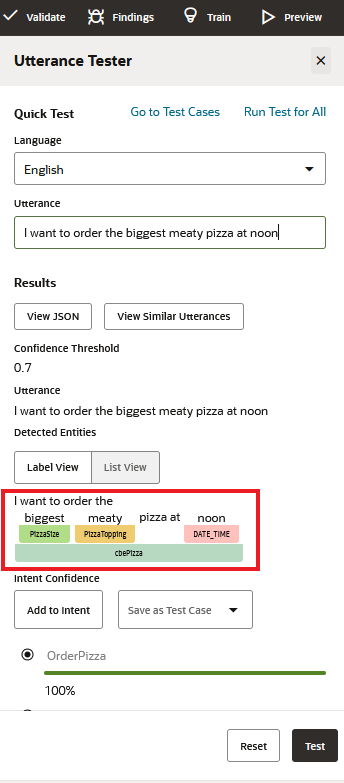 Validate Findings Train Preview
Utterance Tester
Quick Test Go to Test Cases Run Test for All
Language
English
Utterance
I want to order the biggest meaty pizza at noon
Results
View JSON View Similar Utterances
Confidence Threshold
0.7
Utterance
I want to order the biggest meaty pizza at noon
Detected Entities
Label View List View
I want to order the
biggest meaty pizza at noon
PizzaSize PizzaTopping DATE_TIME
cbePizza
Intent Confidence
Add to Intent Save as Test Case
OrderPizza
100%
Reset Test